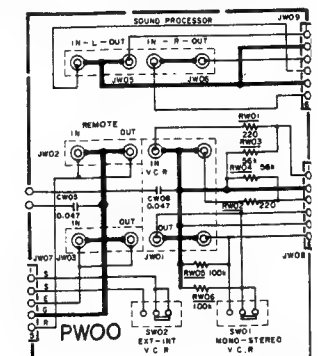 SOUND PROCESSOR
JW09
IN - L - OUT IN - R - OUT
JW05 JW06
REMOTE
IN OUT
JW02
IN
V.C.R
RW01
220
RW03
56k
RW04 56k
CW05
0.047
CW06
0.047
RW02 220
IN OUT
OUT
JW07 JW03 JW01 JW08
S
S
E
G
R
RW05 100k
RW06
100k
PW00
SW02
EXT-INT
V.C.R
SW01
MONO-STEREO
V.C.R